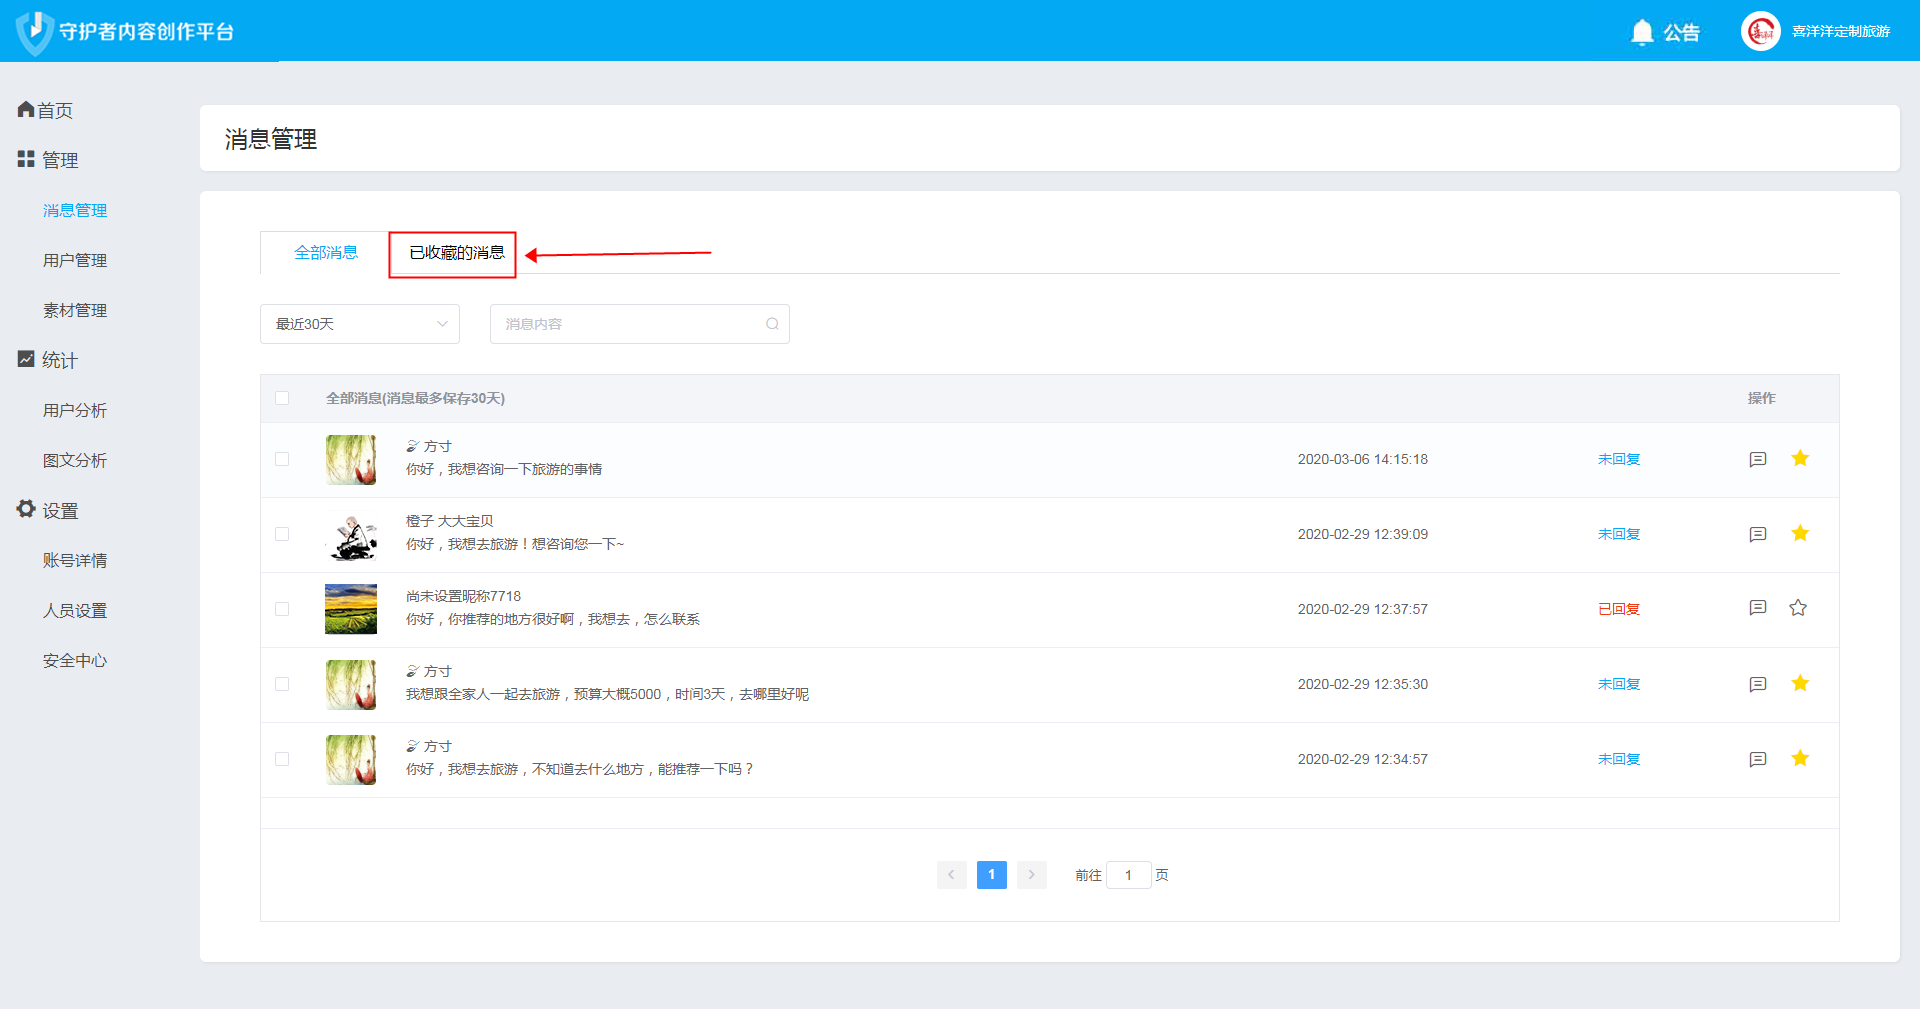 守护者内容创作平台
公告
喜洋洋定制旅游
首页
管理
消息管理
用户管理
素材管理
统计
用户分析
图文分析
设置
账号详情
人员设置
安全中心
消息管理
全部消息
已收藏的消息
最近30天
消息内容
全部消息(消息最多保存30天)
操作
方寸
你好，我想咨询一下旅游的事情
2020-03-06 14:15:18
未回复
橙子 大大宝贝
你好，我想去旅游！想咨询您一下~
2020-02-29 12:39:09
未回复
尚未设置昵称7718
你好，你推荐的地方很好啊，我想去，怎么联系
2020-02-29 12:37:57
已回复
方寸
我想跟全家人一起去旅游，预算大概5000，时间3天，去哪里好呢
2020-02-29 12:35:30
未回复
方寸
你好，我想去旅游，不知道去什么地方，能推荐一下吗？
2020-02-29 12:34:57
未回复
1
前往 1 页